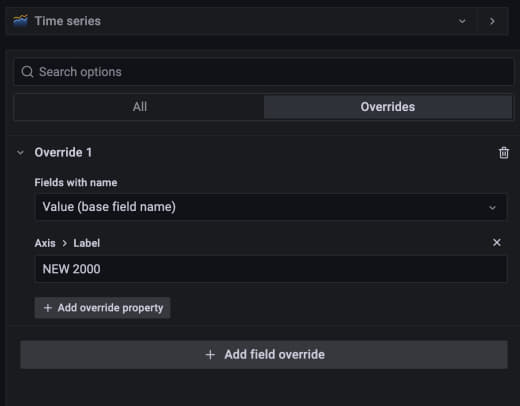 Time series
Search options
All
Overrides
Override 1
Fields with name
Value (base field name)
Axis > Label
NEW 2000
+ Add override property
+ Add field override